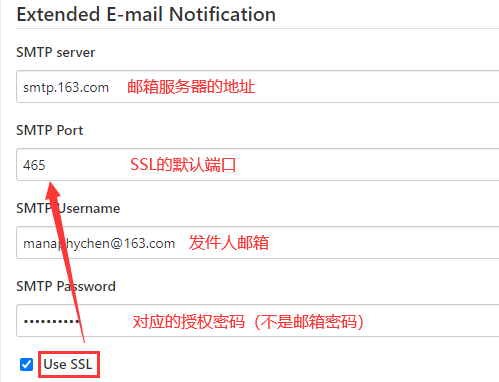 Extended E-mail Notification
SMTP server
smtp.163.com 邮箱服务器的地址
SMTP Port
465 SSL的默认端口
SMTP Username
manaphychen@163.com 发件人邮箱
SMTP Password
•••••••••• 对应的授权密码（不是邮箱密码）
Use SSL